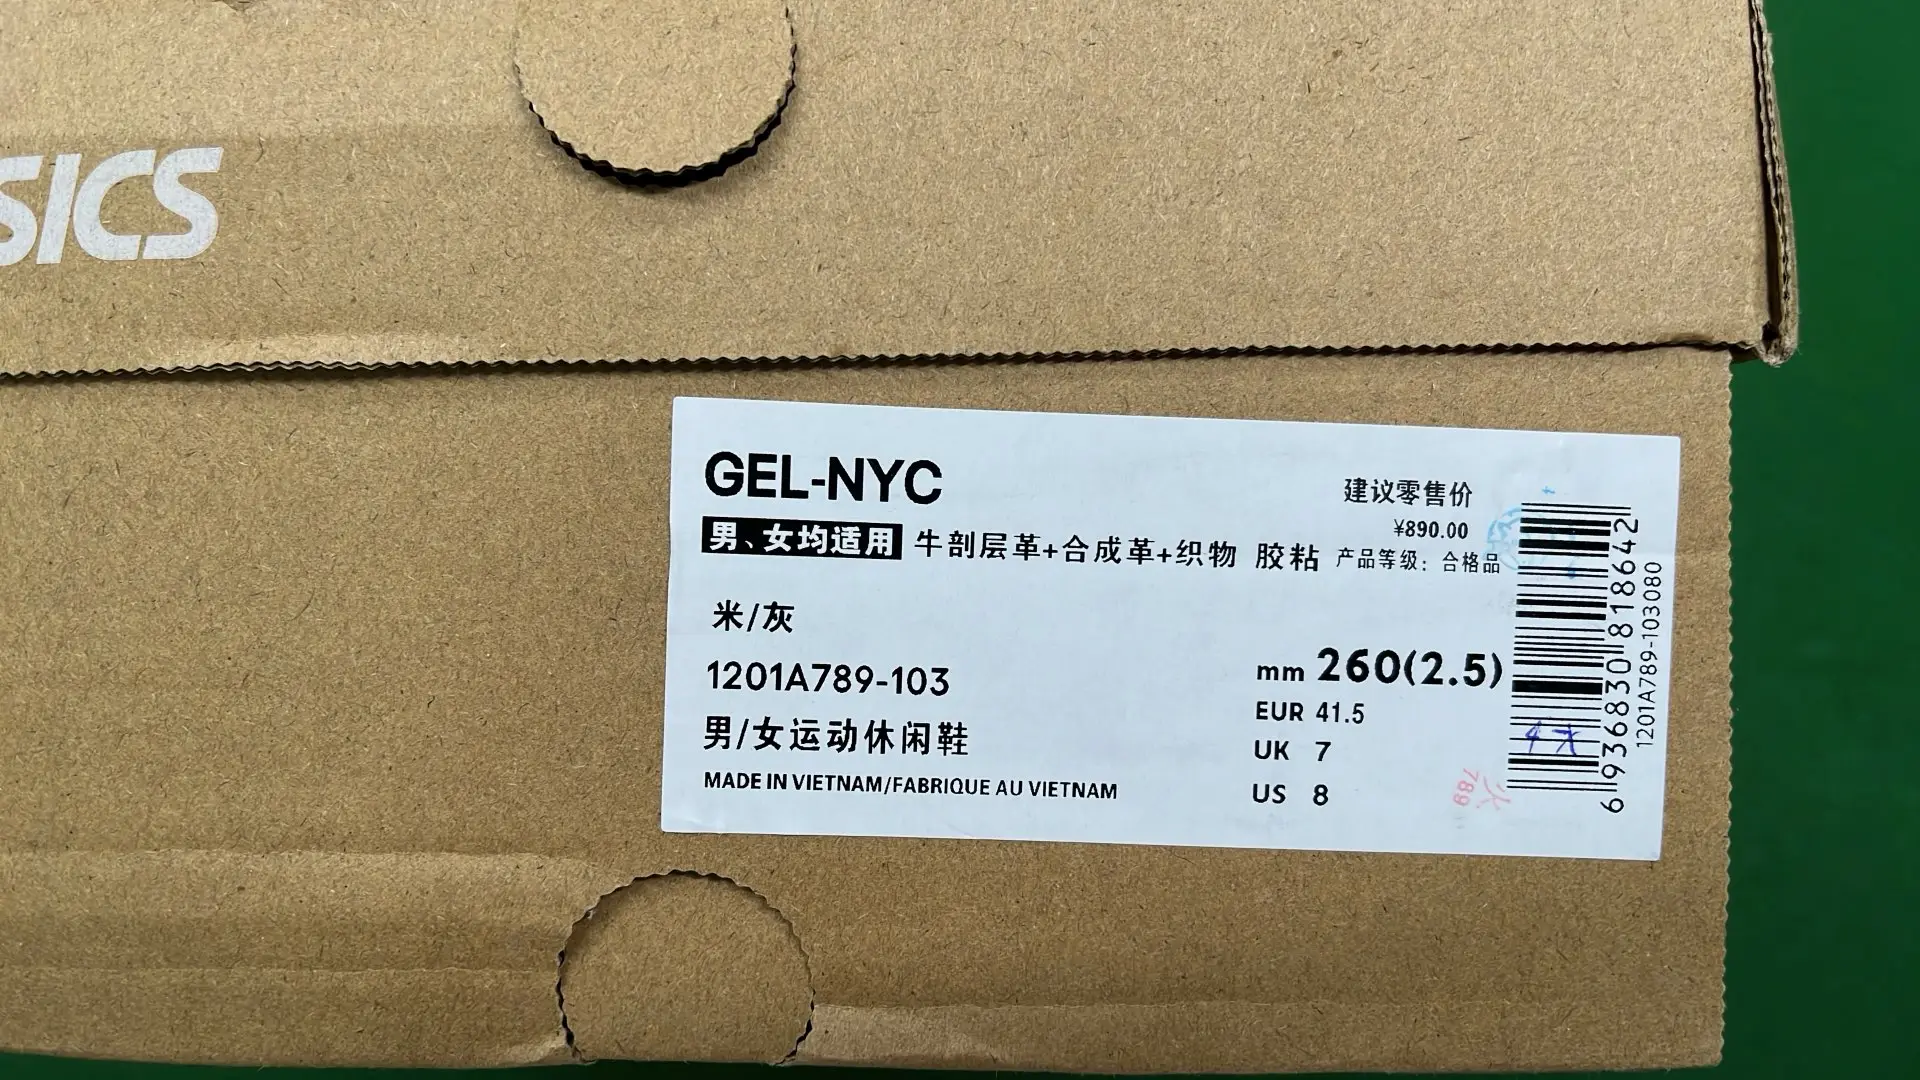 SICS
GEL-NYC
建议零售价
¥890.00
男、女均适用 牛剖层革+合成革+织物 胶粘 产品等级：合格品
米/灰
1201A789-103
mm 260(2.5)
男/女运动休闲鞋
EUR 41.5
UK 7
MADE IN VIETNAM/FABRIQUE AU VIETNAM
US 8
6936830818642
1201A789-103080
789